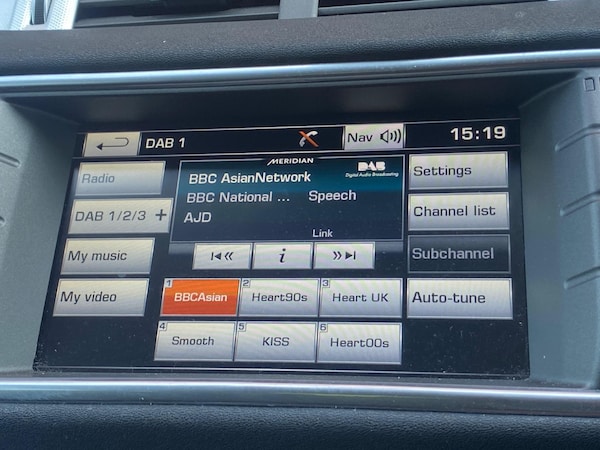 DAB 1
Nav
15:19
Radio
DAB 1/2/3 +
My music
My video
MERIDIAN
DAB
Digital Audio Broadcasting
BBC AsianNetwork
BBC National ... Speech
AJD
Link
i
1 BBCAsian
2 Heart90s
3 Heart UK
4 Smooth
5 KISS
6 Heart00s
Settings
Channel list
Subchannel
Auto-tune